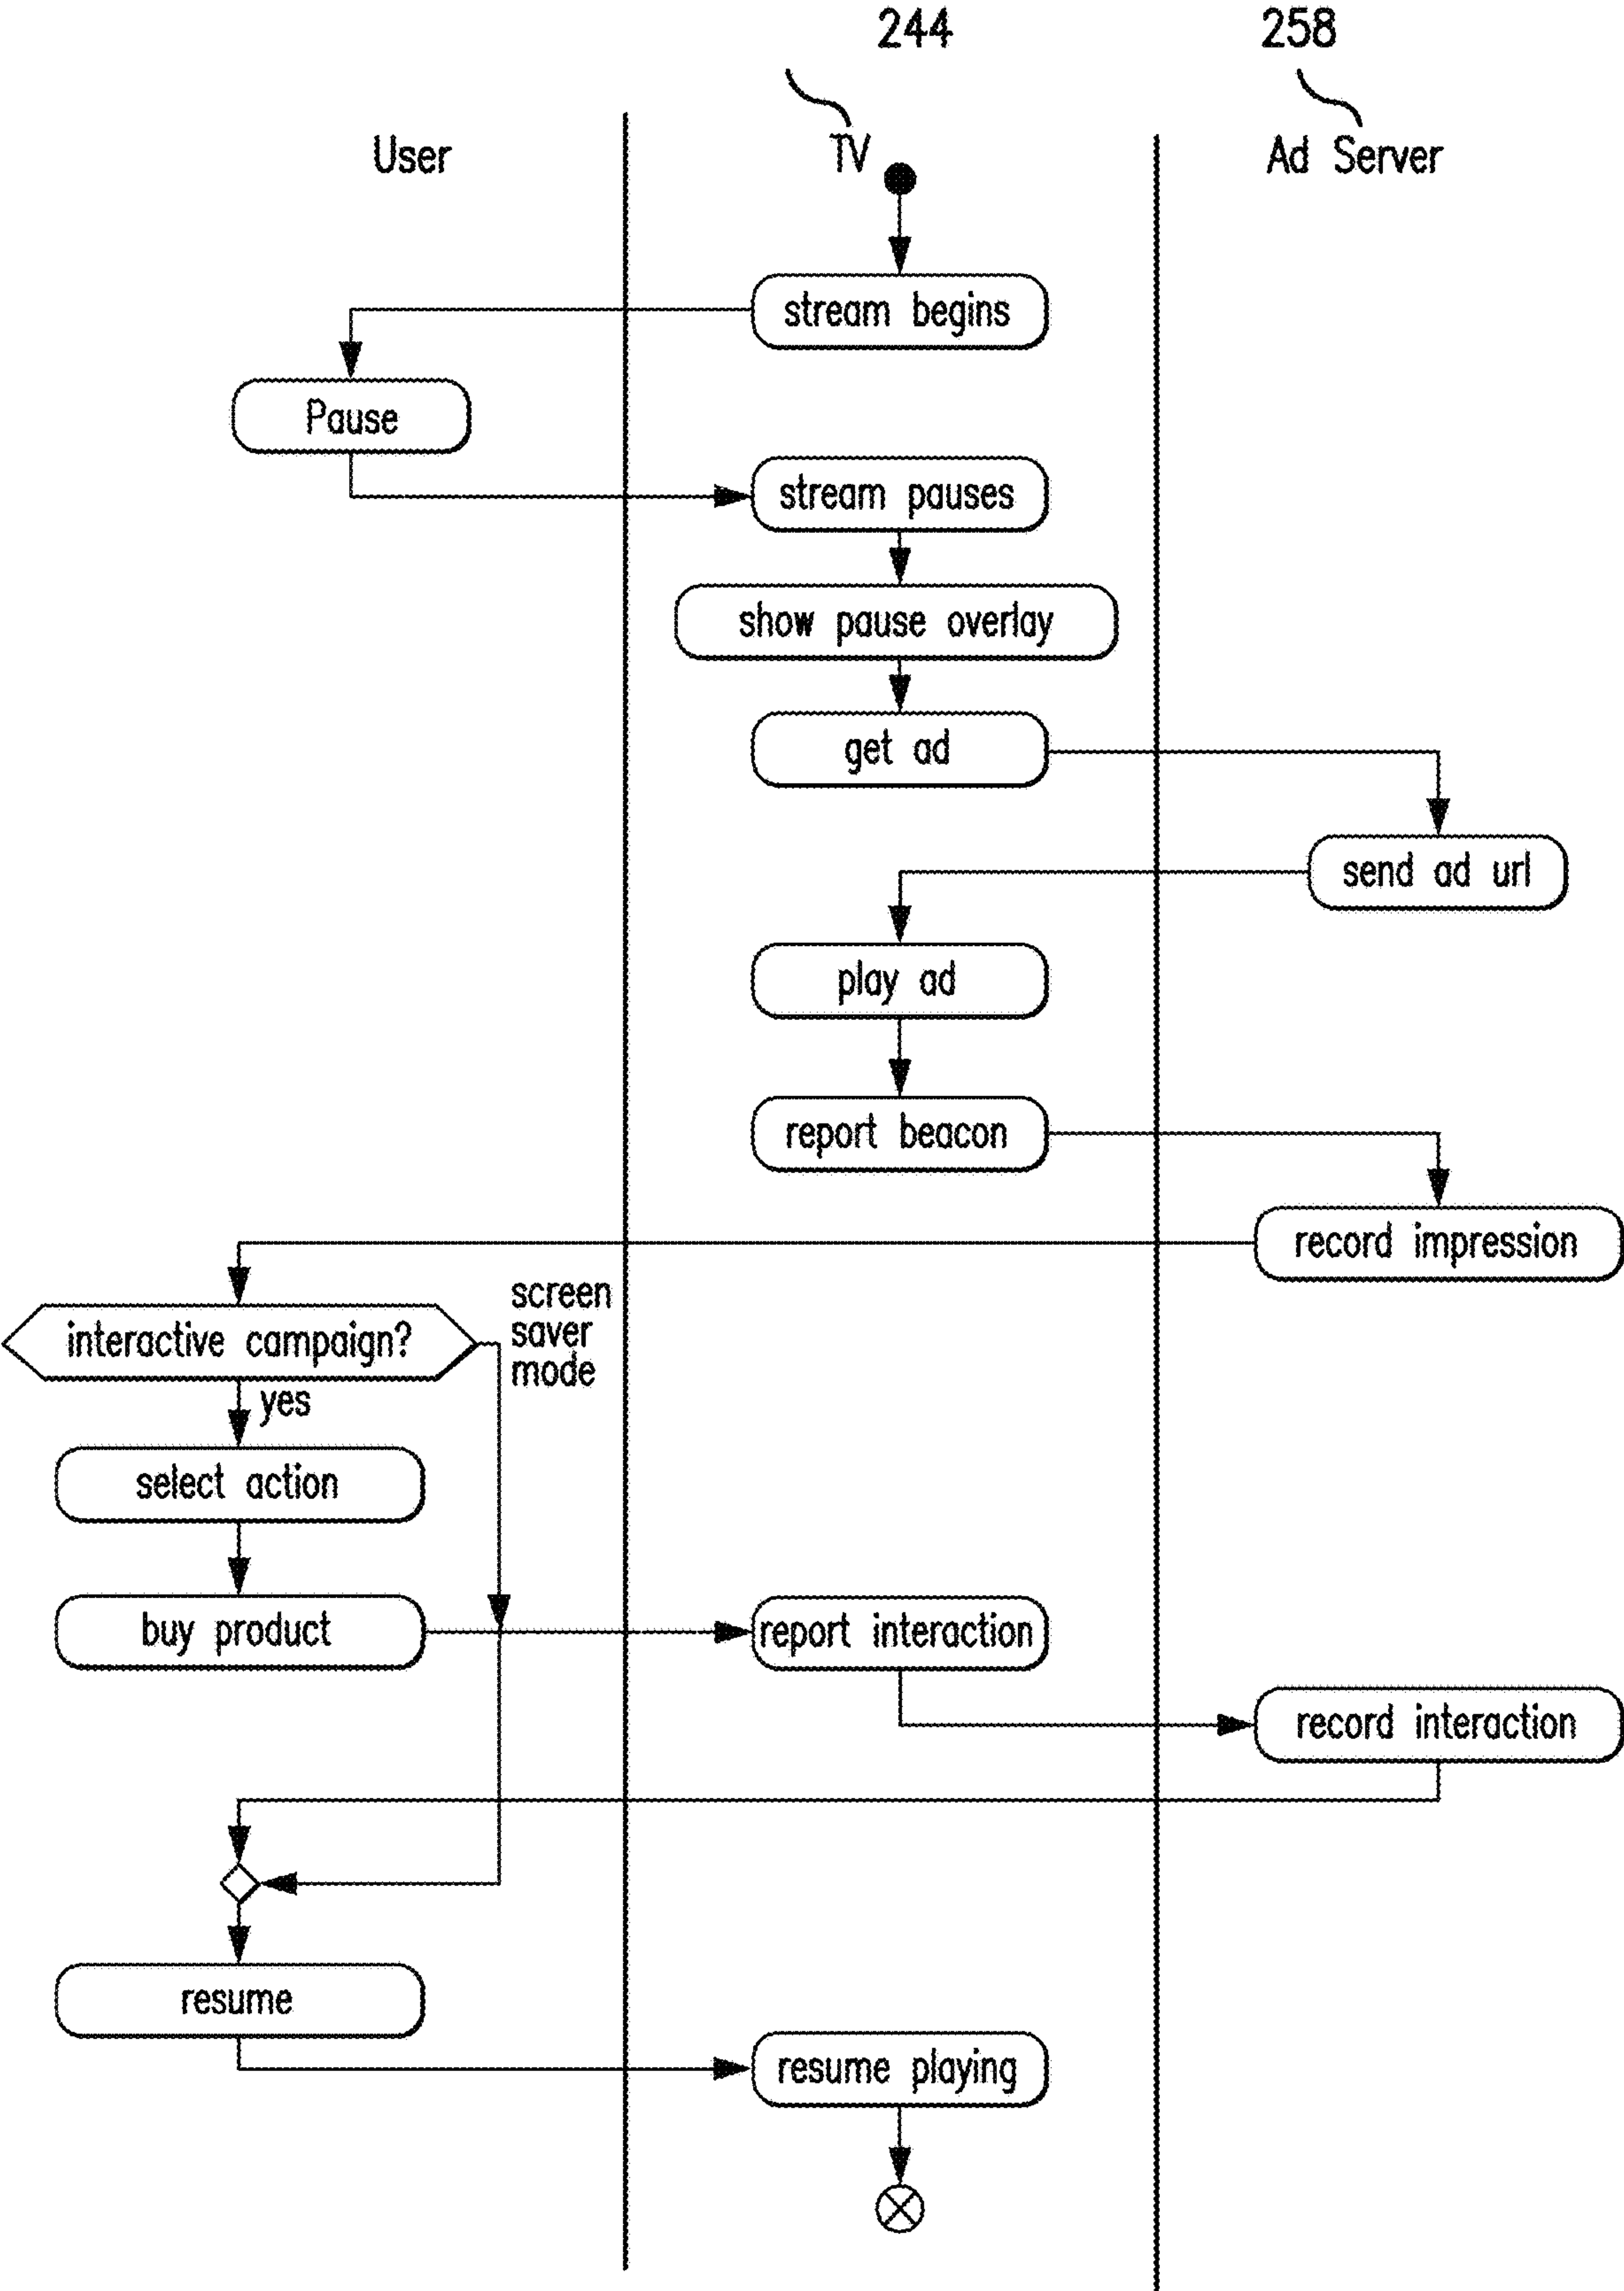 244
258
User
TV
Ad Server
stream begins
Pause
stream pauses
show pause overlay
get ad
send ad url
play ad
report beacon
record impression
interactive campaign?
screen
saver
mode
yes
select action
buy product
report interaction
record interaction
resume
resume playing